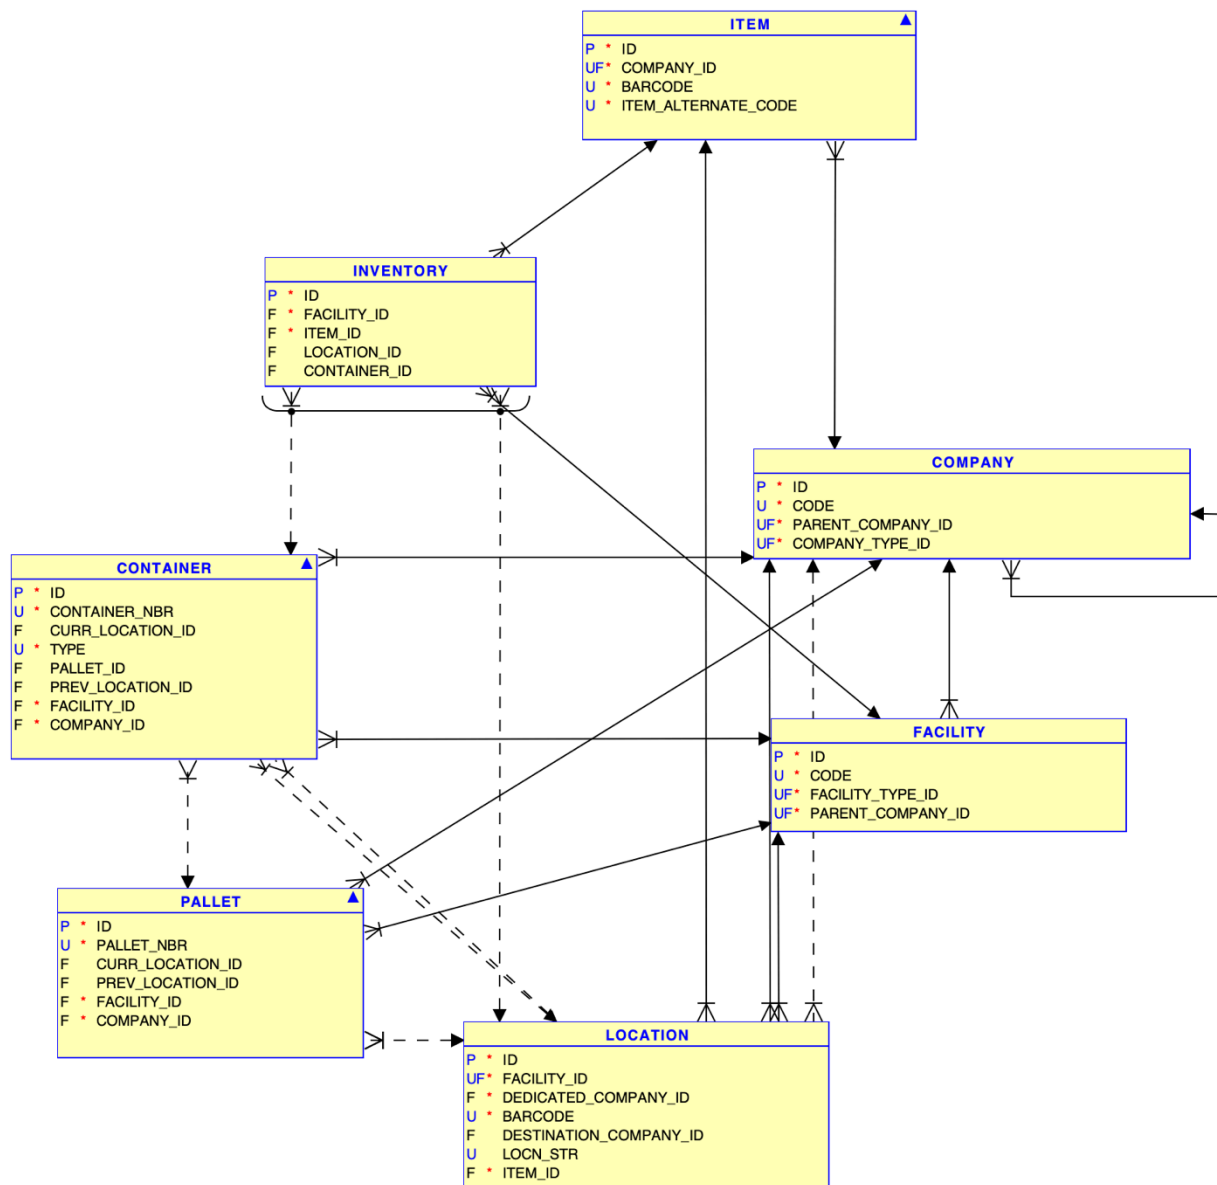 ITEM
P * ID
UF* COMPANY_ID
U * BARCODE
U * ITEM_ALTERNATE_CODE
INVENTORY
P * ID
F * FACILITY_ID
F * ITEM_ID
F LOCATION_ID
F CONTAINER_ID
COMPANY
P * ID
U * CODE
UF* PARENT_COMPANY_ID
UF* COMPANY_TYPE_ID
CONTAINER
P * ID
U * CONTAINER_NBR
F CURR_LOCATION_ID
U * TYPE
F PALLET_ID
F PREV_LOCATION_ID
F * FACILITY_ID
F * COMPANY_ID
FACILITY
P * ID
U * CODE
UF* FACILITY_TYPE_ID
UF* PARENT_COMPANY_ID
PALLET
P * ID
U * PALLET_NBR
F CURR_LOCATION_ID
F PREV_LOCATION_ID
F * FACILITY_ID
F * COMPANY_ID
LOCATION
P * ID
UF* FACILITY_ID
F * DEDICATED_COMPANY_ID
U * BARCODE
F DESTINATION_COMPANY_ID
U LOCN_STR
F * ITEM_ID